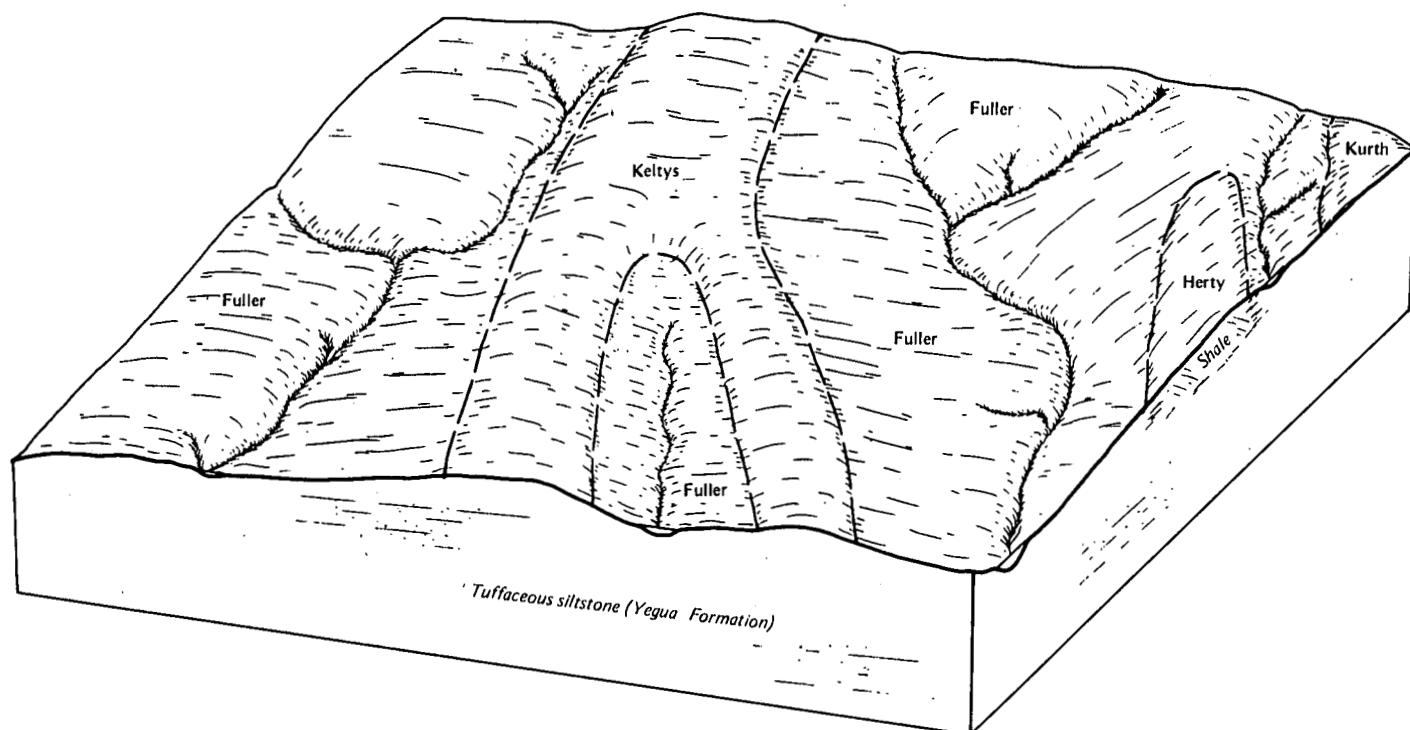 Fuller
Kurth
Keltys
Herty
Fuller
Fuller
Shale
Fuller
Tuffaceous siltstone (Yegua Formation)